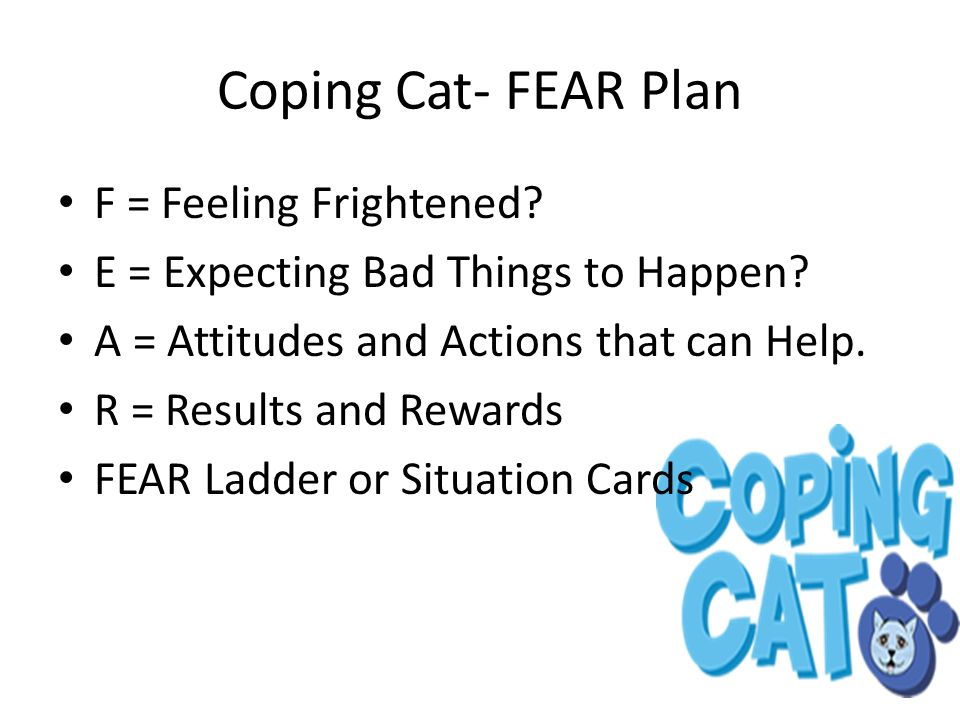 Coping Cat- FEAR Plan
• F = Feeling Frightened?
• E = Expecting Bad Things to Happen?
• A = Attitudes and Actions that can Help.
• R = Results and Rewards
• FEAR Ladder or Situation Cards
COPiNG
CAT